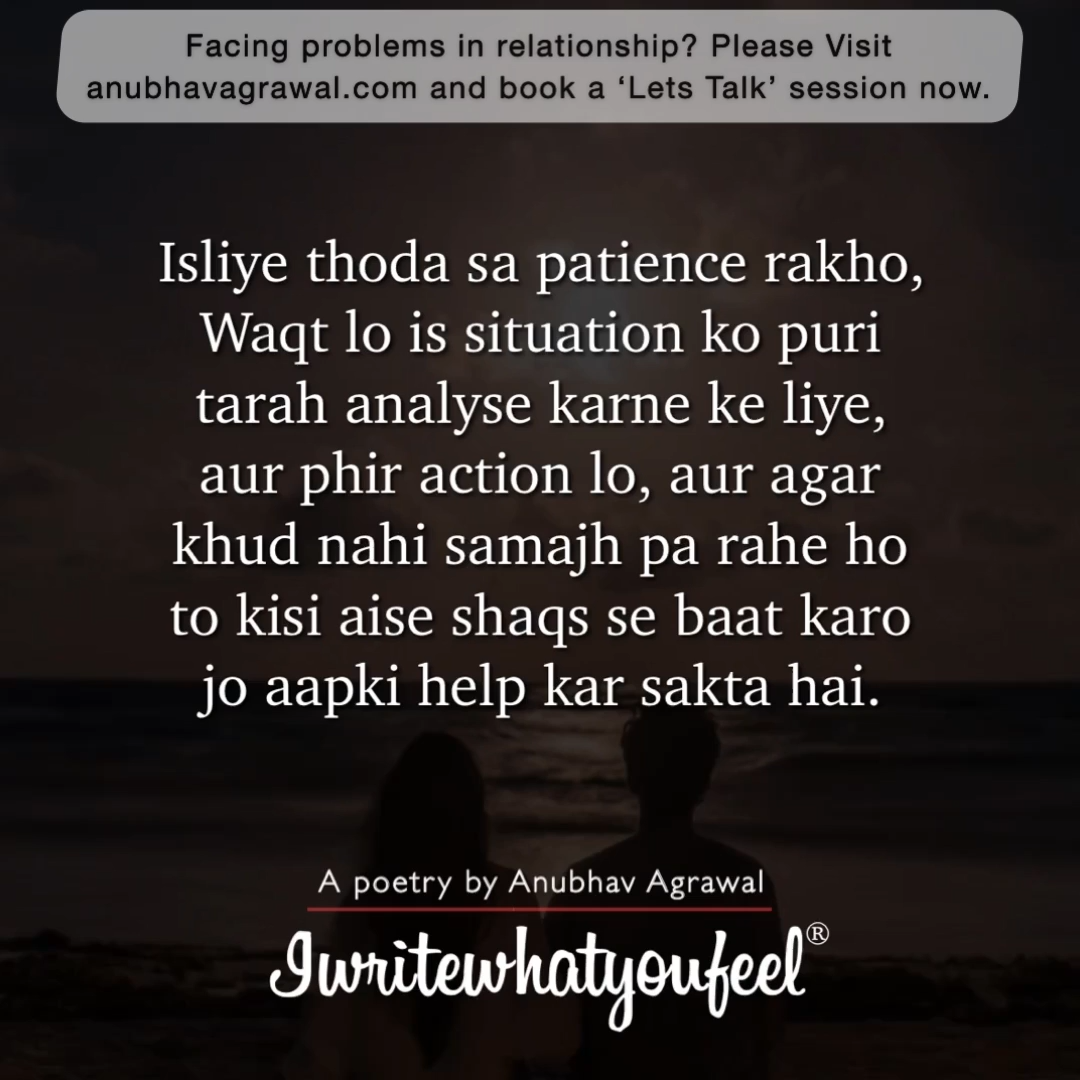 Facing problems in relationship? Please Visit
anubhavagrawal.com and book a ‘Lets Talk’ session now.
Isliye thoda sa patience rakho,
Waqt lo is situation ko puri
tarah analyse karne ke liye,
aur phir action lo, aur agar
khud nahi samajh pa rahe ho
to kisi aise shaqs se baat karo
jo aapki help kar sakta hai.
A poetry by Anubhav Agrawal
Iwritewhatyoufeel®